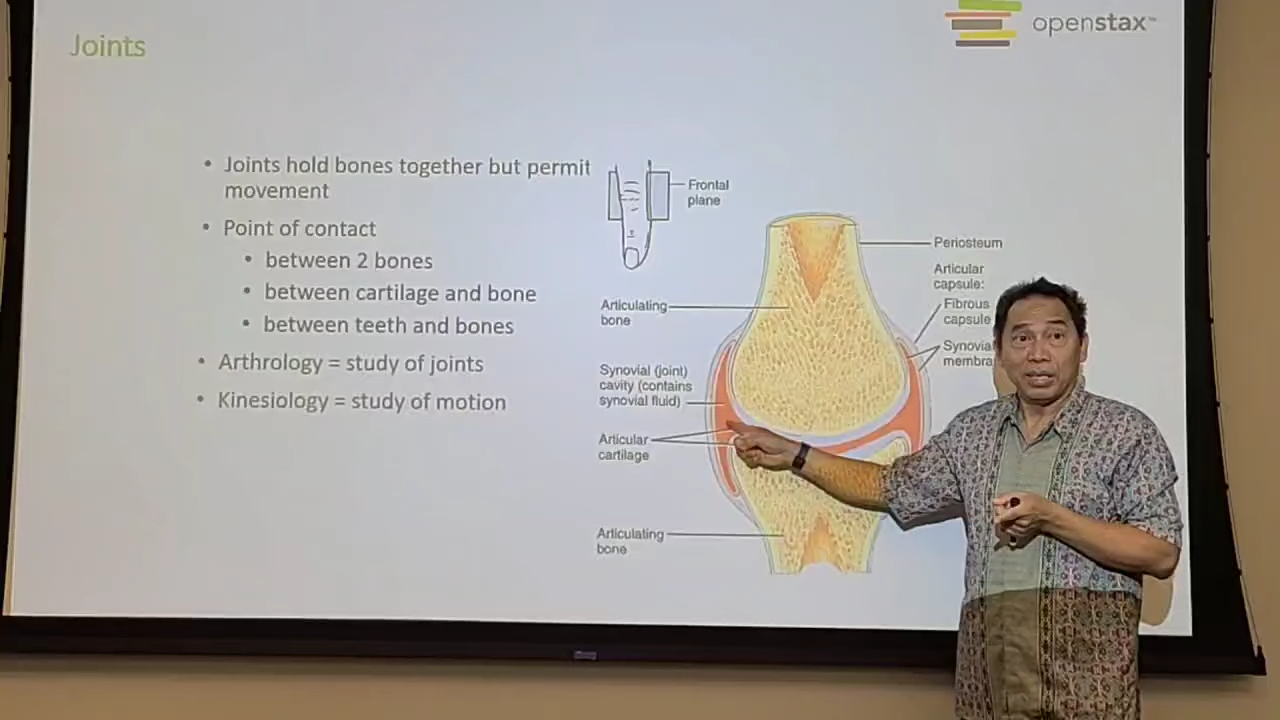 Joints
openstax™
• Joints hold bones together but permit
movement
• Point of contact
• between 2 bones
• between cartilage and bone
• between teeth and bones
• Arthrology = study of joints
• Kinesiology = study of motion
Frontal
plane
Periosteum
Articular
capsule:
Fibrous
capsule
Synovial
Articulating
bone
Synovial (joint)
cavity (contains
synovial fluid)
Articular
cartilage
Articulating
bone